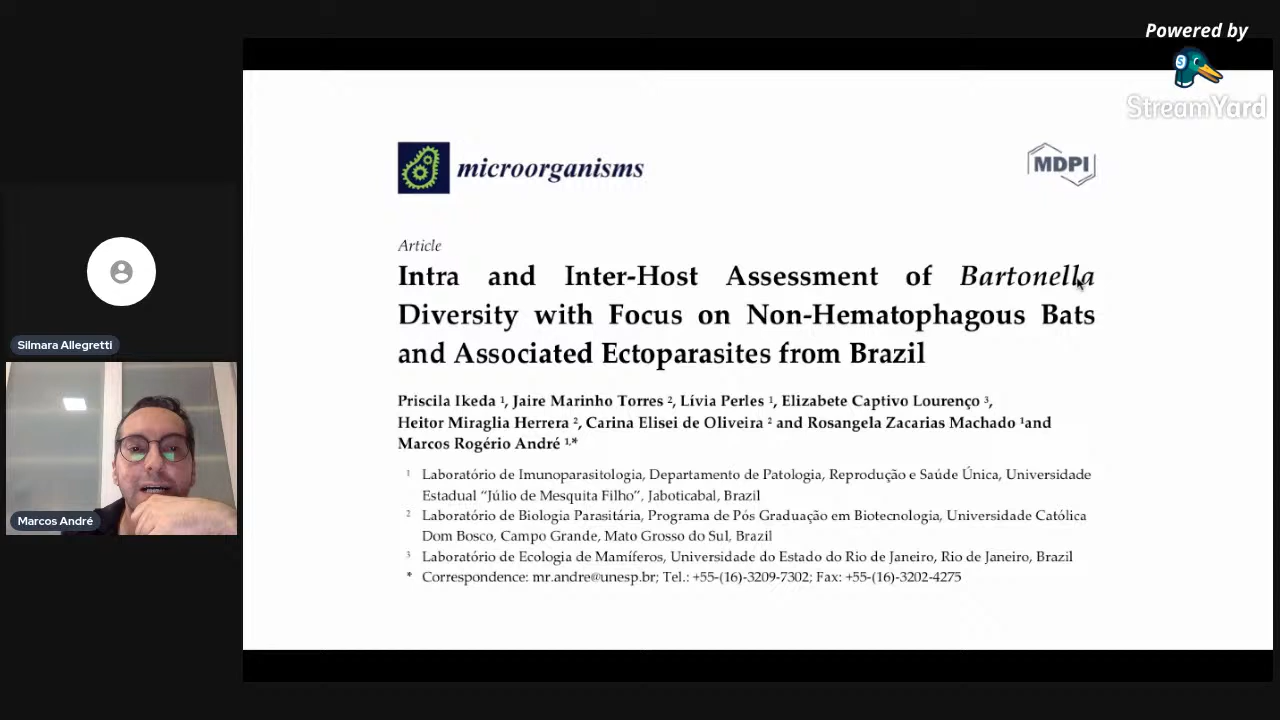 Powered by
StreamYard
microorganisms
MDPI
Article
Intra and Inter-Host Assessment of Bartonella
Diversity with Focus on Non-Hematophagous Bats
and Associated Ectoparasites from Brazil
Priscila Ikeda ¹, Jaire Marinho Torres ², Lívia Perles ¹, Elizabete Captivo Lourenço ³,
Heitor Miraglia Herrera ², Carina Elisei de Oliveira ² and Rosangela Zacarias Machado ¹and
Marcos Rogério André ¹,*
¹ Laboratório de Imunoparasitologia, Departamento de Patologia, Reprodução e Saúde Única, Universidade
Estadual “Júlio de Mesquita Filho”, Jaboticabal, Brazil
² Laboratório de Biologia Parasitária, Programa de Pós Graduação em Biotecnologia, Universidade Católica
Dom Bosco, Campo Grande, Mato Grosso do Sul, Brazil
³ Laboratório de Ecologia de Mamíferos, Universidade do Estado do Rio de Janeiro, Rio de Janeiro, Brazil
* Correspondence: mr.andre@unesp.br; Tel.: +55-(16)-3209-7302; Fax: +55-(16)-3202-4275
Silmara Allegretti
Marcos André